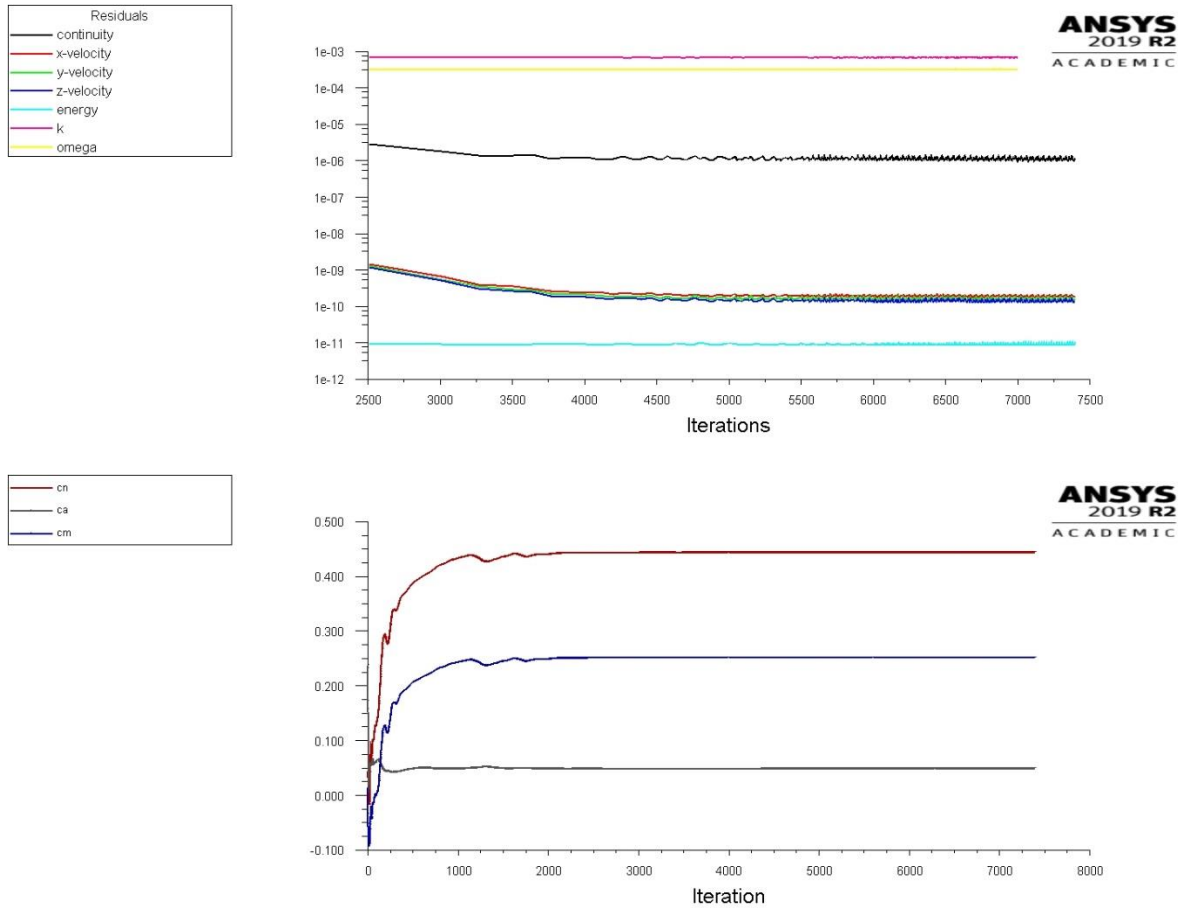 Residuals
continuity
x-velocity
y-velocity
z-velocity
energy
k
omega
ANSYS
2019 R2
ACADEMIC
1e-03
1e-04
1e-05
1e-06
1e-07
1e-08
1e-09
1e-10
1e-11
1e-12
2500 3000 3500 4000 4500 5000 5500 6000 6500 7000 7500
Iterations
cn
ca
cm
ANSYS
2019 R2
ACADEMIC
0.500
0.400
0.300
0.200
0.100
0.000
-0.100
0 1000 2000 3000 4000 5000 6000 7000 8000
Iteration